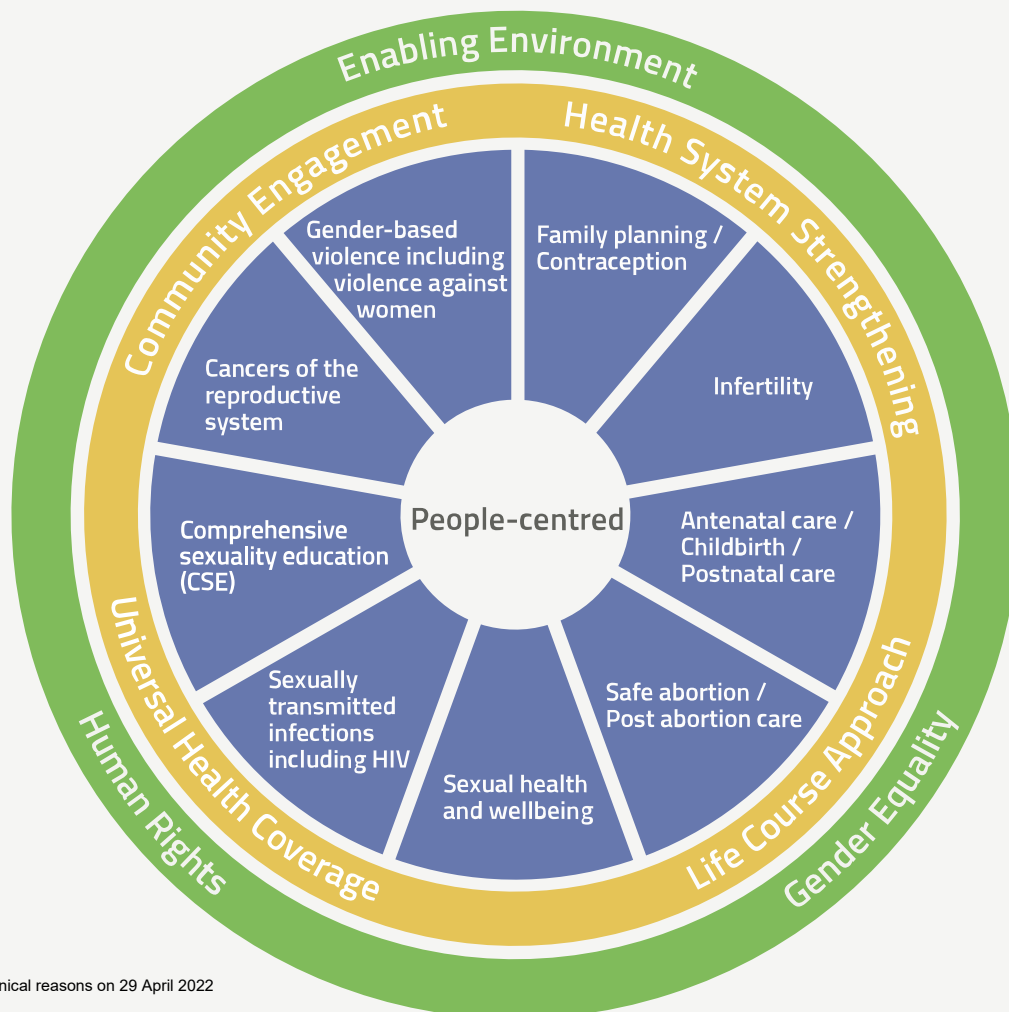 Enabling Environment
Community Engagement
Health System Strengthening
Gender-based
violence including
violence against
women
Family planning /
Contraception
Cancers of the
reproductive
system
Infertility
People-centred
Comprehensive
sexuality education
(CSE)
Antenatal care /
Childbirth /
Postnatal care
Sexually
transmitted
infections
including HIV
Safe abortion /
Post abortion care
Sexual health
and wellbeing
Universal Health Coverage
Life Course Approach
Human Rights
Gender Equality
nical reasons on 29 April 2022